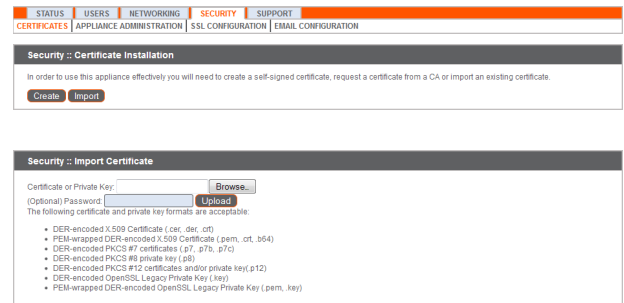 STATUS USERS NETWORKING SECURITY SUPPORT
CERTIFICATES APPLIANCE ADMINISTRATION SSL CONFIGURATION EMAIL CONFIGURATION
Security :: Certificate Installation
In order to use this appliance effectively you will need to create a self-signed certificate, request a certificate from a CA or import an existing certificate.
Create Import
Security :: Import Certificate
Certificate or Private Key: Browse..
(Optional) Password: Upload
The following certificate and private key formats are acceptable:
DER-encoded X.509 Certificate (.cer, .der, .crt)
PEM-wrapped DER-encoded X.509 Certificate (.pem, .crt, .b64)
DER-encoded PKCS #7 certificates (.p7, .p7b, .p7c)
DER-encoded PKCS #8 private key (.p8)
DER-encoded PKCS #12 certificates and/or private key(.p12)
DER-encoded OpenSSL Legacy Private Key (.key)
PEM-wrapped DER-encoded OpenSSL Legacy Private Key (.pem, .key)